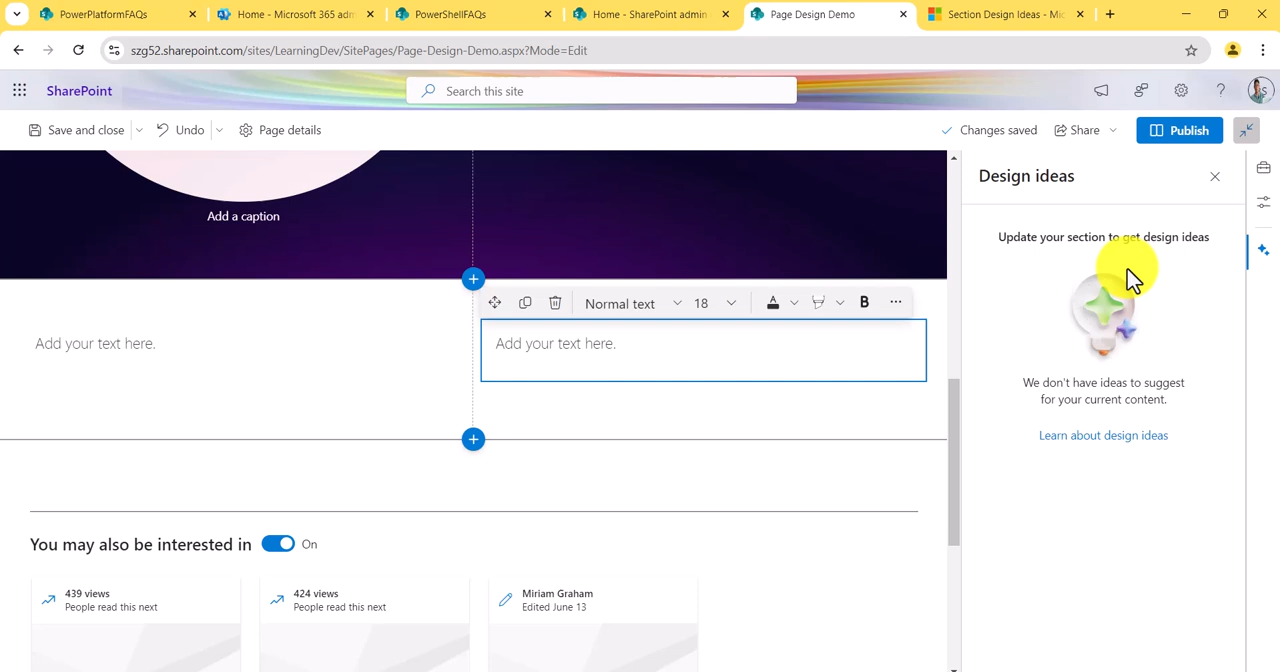 PowerPlatformFAQs
Home - Microsoft 365 adm
PowerShellFAQs
Home - SharePoint admin
Page Design Demo
Section Design Ideas - Mic
szg52.sharepoint.com/sites/LearningDev/SitePages/Page-Design-Demo.aspx?Mode=Edit
SharePoint
Search this site
Save and close
Undo
Page details
Changes saved
Share
Publish
Add a caption
Design ideas
Update your section to get design ideas
We don't have ideas to suggest
for your current content.
Learn about design ideas
Normal text
18
B
Add your text here.
Add your text here.
You may also be interested in
On
439 views
People read this next
424 views
People read this next
Miriam Graham
Edited June 13